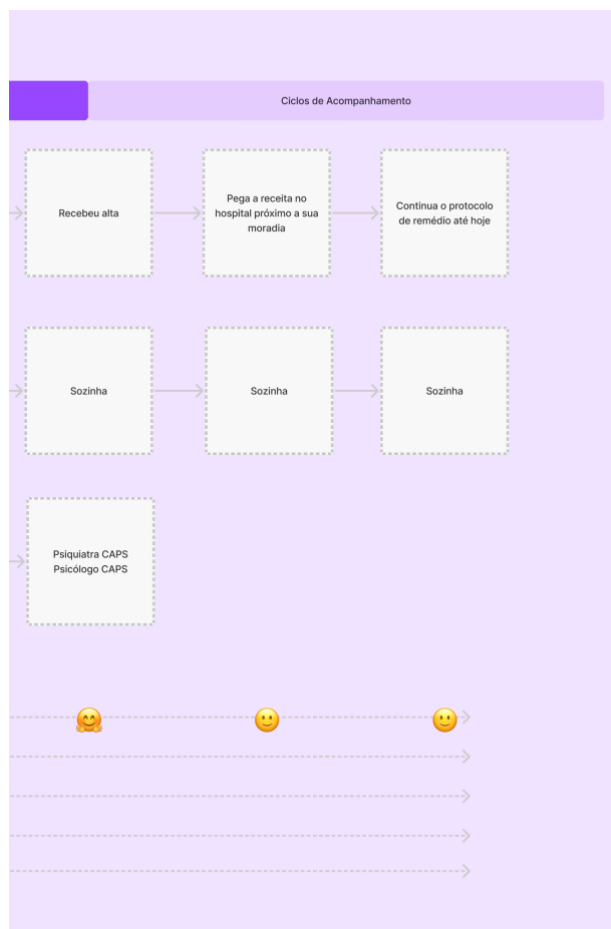 Ciclos de Acompanhamento
Recebeu alta
Pega a receita no
hospital próximo a sua
moradia
Continua o protocolo
de remédio até hoje
Sozinha
Sozinha
Sozinha
Psiquiatra CAPS
Psicólogo CAPS